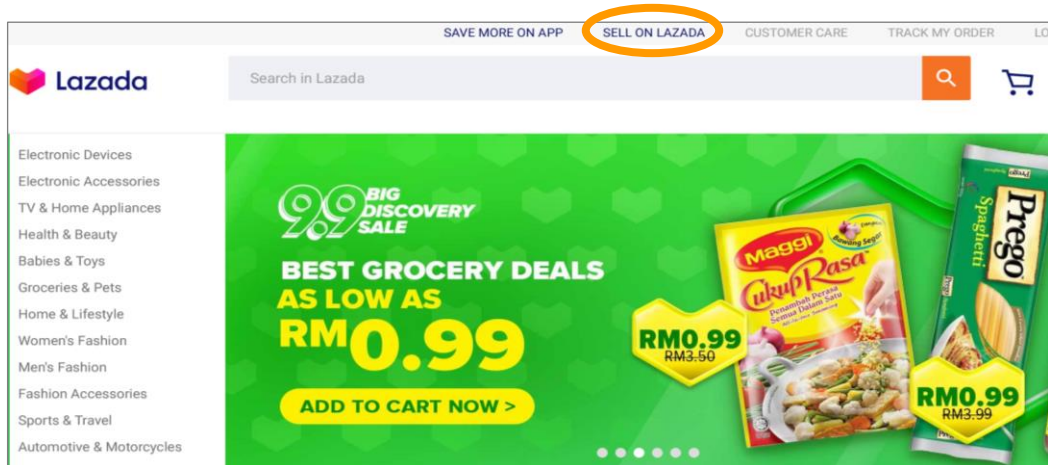 SAVE MORE ON APP SELL ON LAZADA CUSTOMER CARE TRACK MY ORDER LO
Lazada
Search in Lazada
Electronic Devices
Electronic Accessories
TV & Home Appliances
Health & Beauty
Babies & Toys
Groceries & Pets
Home & Lifestyle
Women's Fashion
Men's Fashion
Fashion Accessories
Sports & Travel
Automotive & Motorcycles
9.9 BIG
DISCOVERY
SALE
BEST GROCERY DEALS
AS LOW AS
RM0.99
ADD TO CART NOW >
Maggi
Bawang Segar
CukupRasa
Penambah Perasa
Semua Dalam Satu
RM0.99
RM3.50
Prego
Spaghetti
RM0.99
RM3.99